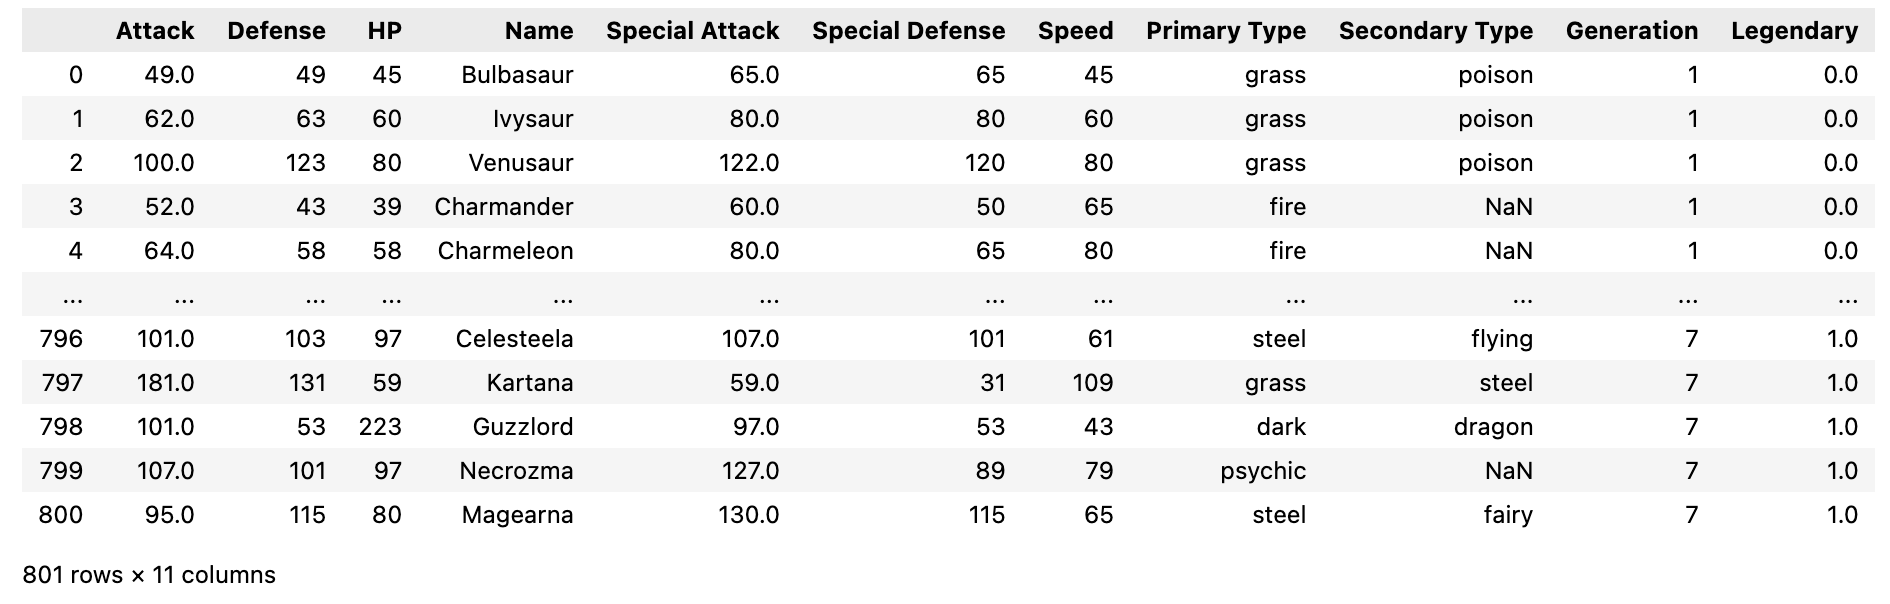 Attack Defense HP Name Special Attack Special Defense Speed Primary Type Secondary Type Generation Legendary
0 49.0 49 45 Bulbasaur 65.0 65 45 grass poison 1 0.0
1 62.0 63 60 Ivysaur 80.0 80 60 grass poison 1 0.0
2 100.0 123 80 Venusaur 122.0 120 80 grass poison 1 0.0
3 52.0 43 39 Charmander 60.0 50 65 fire NaN 1 0.0
4 64.0 58 58 Charmeleon 80.0 65 80 fire NaN 1 0.0
... ... ... ... ... ... ... ... ... ... ... ...
796 101.0 103 97 Celesteela 107.0 101 61 steel flying 7 1.0
797 181.0 131 59 Kartana 59.0 31 109 grass steel 7 1.0
798 101.0 53 223 Guzzlord 97.0 53 43 dark dragon 7 1.0
799 107.0 101 97 Necrozma 127.0 89 79 psychic NaN 7 1.0
800 95.0 115 80 Magearna 130.0 115 65 steel fairy 7 1.0
801 rows × 11 columns